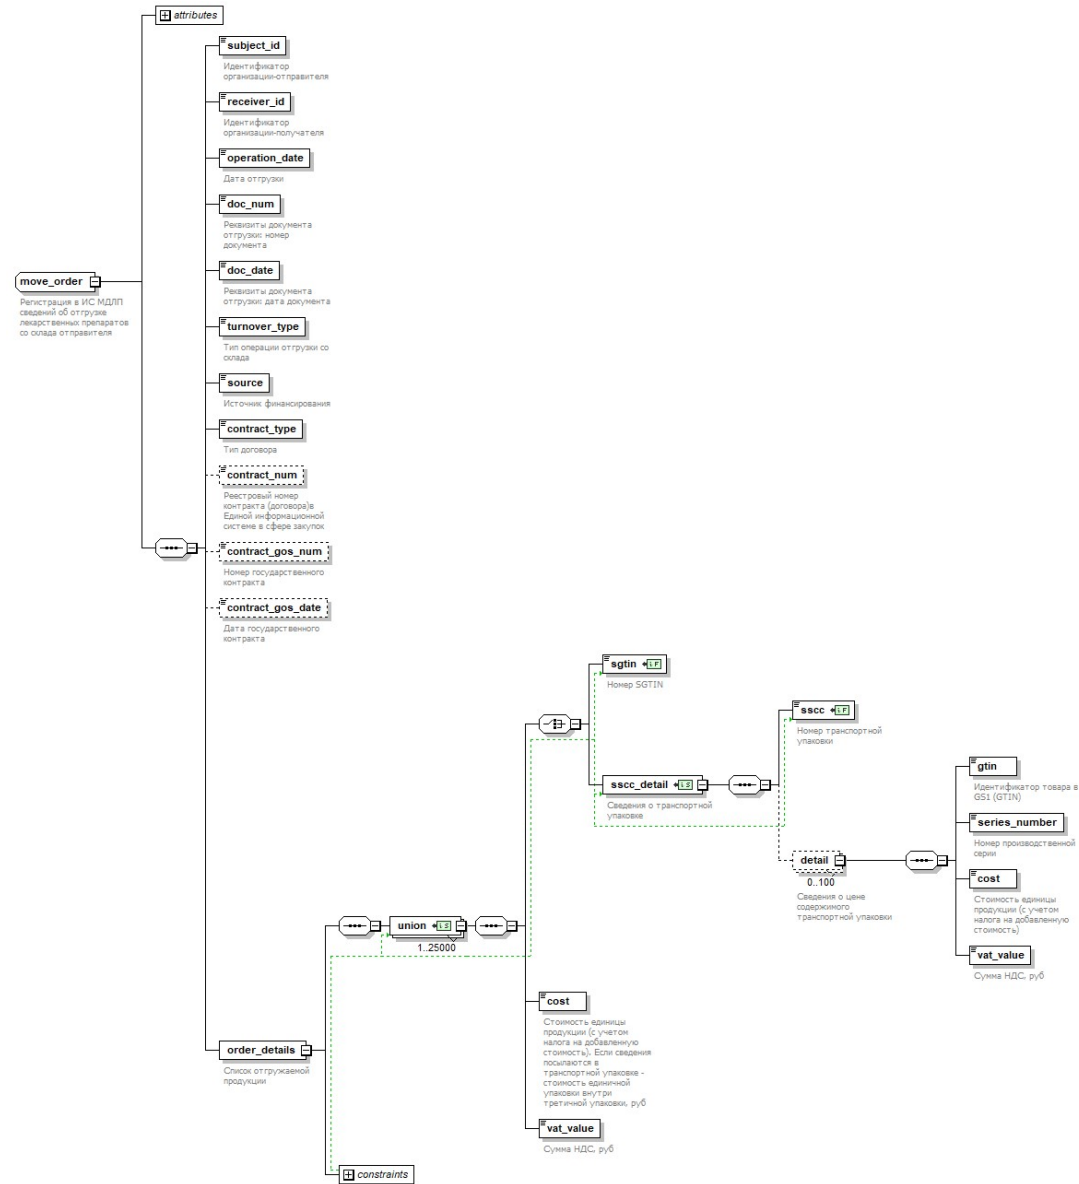 attributes
subject_id
Идентификатор
организации-отправителя
receiver_id
Идентификатор
организации-получателя
operation_date
Дата отгрузки
doc_num
Реквизиты документа
отгрузки: номер
документа
doc_date
Реквизиты документа
отгрузки: дата документа
move_order
Регистрация в ИС МДЛП
сведений об отгрузке
лекарственных препаратов
со склада отправителя
turnover_type
Тип операции отгрузки со
склада
source
Источник финансирования
contract_type
Тип договора
contract_num
Реестровый номер
контракта (договора)в
Единой информационной
системе в сфере закупок
contract_gos_num
Номер государственного
контракта
contract_gos_date
Дата государственного
контракта
sgtin
Номер SGTIN
sscc
Номер транспортной
упаковки
sscc_detail
Сведения о транспортной
упаковке
gtin
Идентификатор товара в
GS1 (GTIN)
series_number
Номер производственной
серии
detail
0..100
Сведения о цене
содержимого
транспортной упаковки
cost
Стоимость единицы
продукции (с учетом
налога на добавленную
стоимость)
vat_value
Сумма НДС, руб
union
1..25000
cost
Стоимость единицы
продукции (с учетом
налога на добавленную
стоимость). Если сведения
посылаются в
транспортной упаковке -
стоимость единичной
упаковки внутри
третичной упаковки, руб
order_details
Список отгружаемой
продукции
vat_value
Сумма НДС, руб
constraints